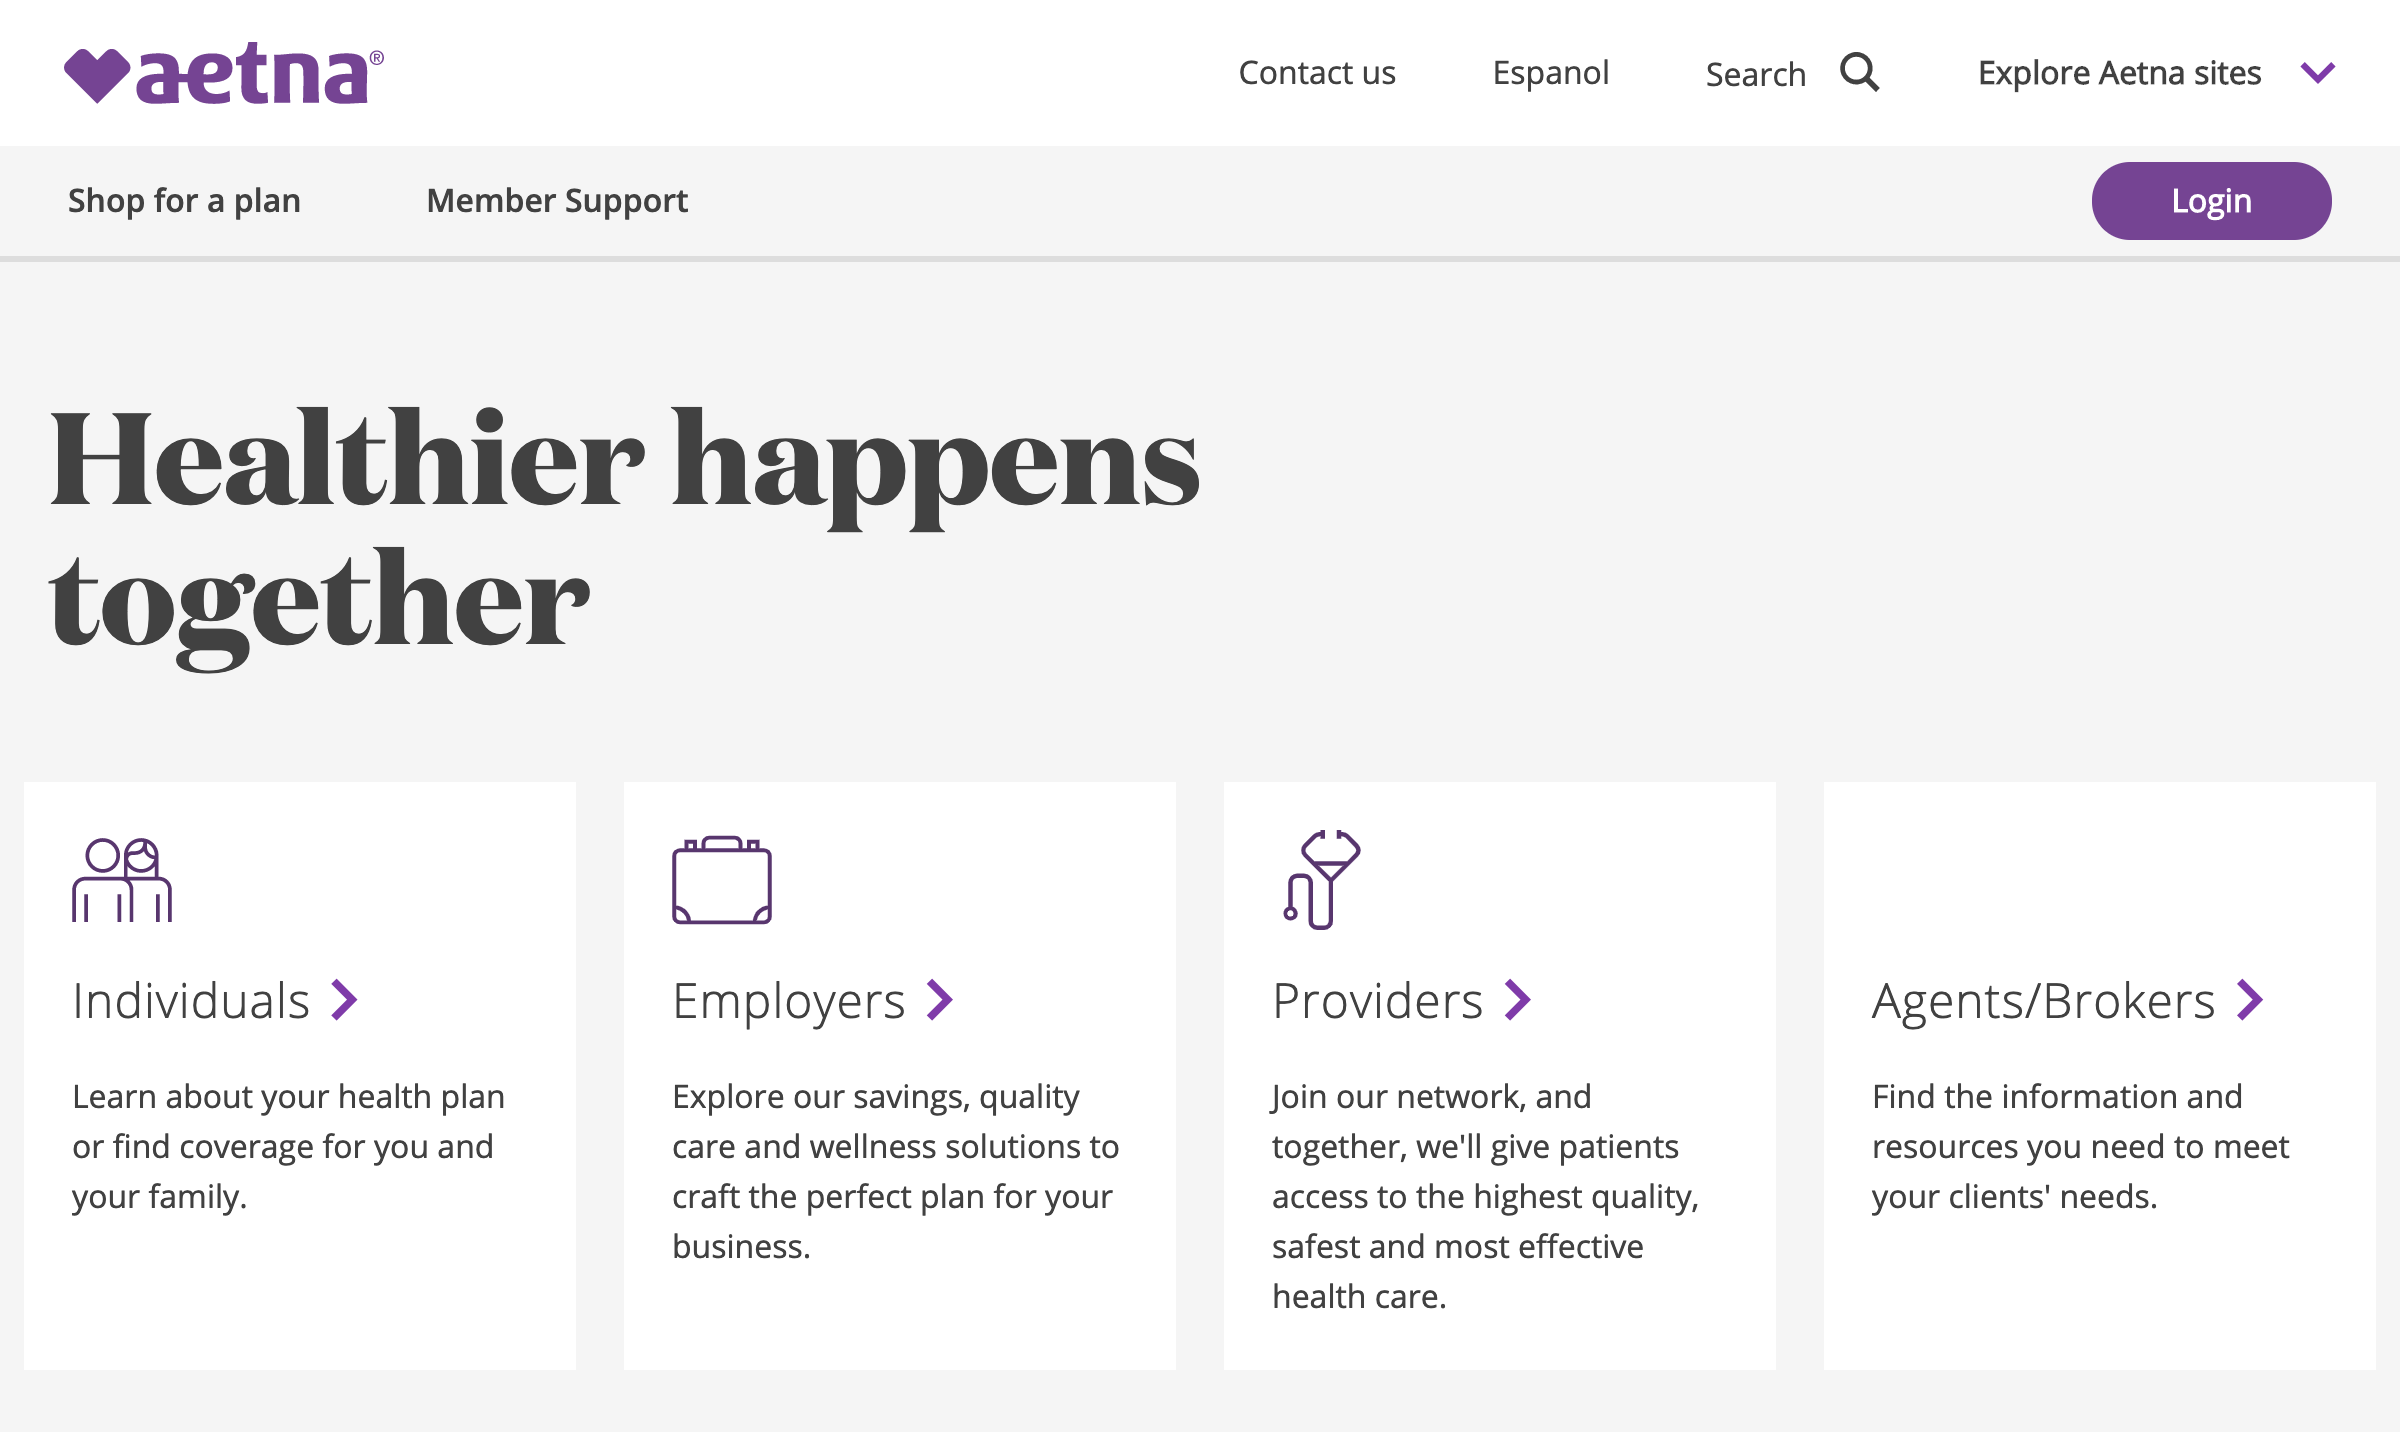 aetna®
Contact us
Espanol
Search
Explore Aetna sites
Shop for a plan
Member Support
Login
Healthier happens
together
Individuals
Learn about your health plan
or find coverage for you and
your family.
Employers
Explore our savings, quality
care and wellness solutions to
craft the perfect plan for your
business.
Providers
Join our network, and
together, we'll give patients
access to the highest quality,
safest and most effective
health care.
Agents/Brokers
Find the information and
resources you need to meet
your clients' needs.